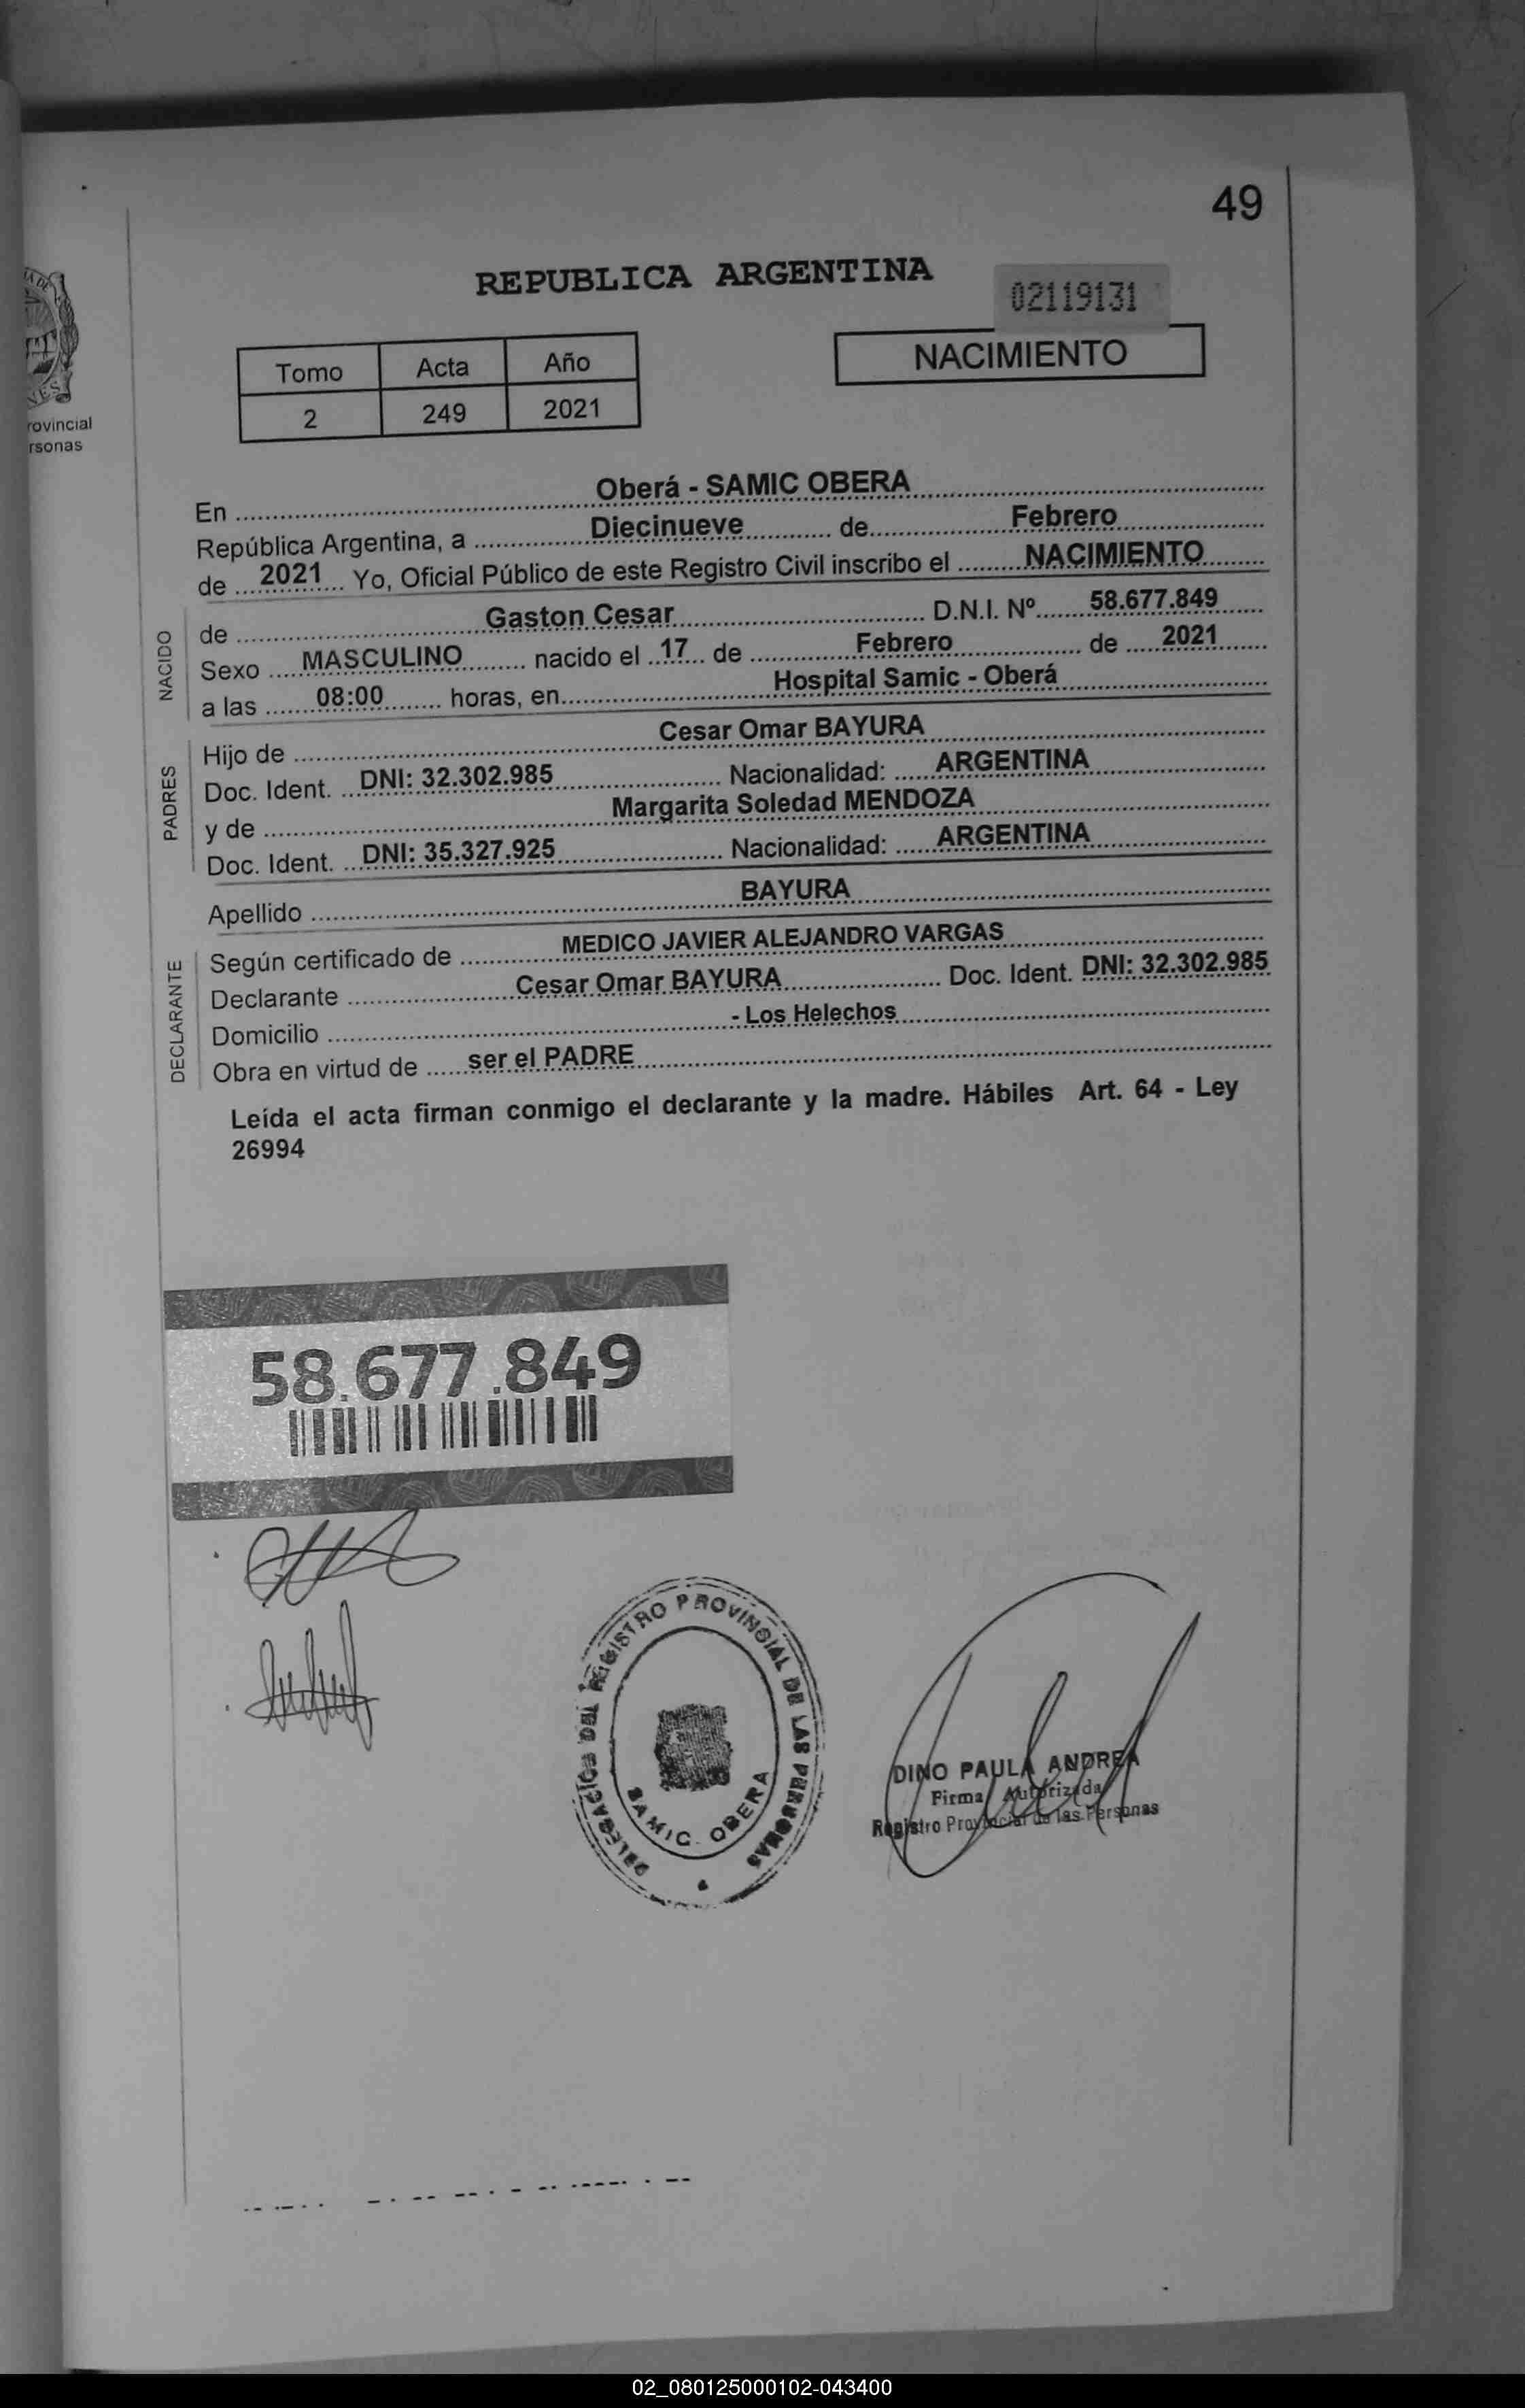 49
REPUBLICA ARGENTINA
02119131
NACIMIENTO
Tomo Acta Año
2 249 2021
rovincial
rsonas
En Oberá - SAMIC OBERA
República Argentina, a Diecinueve de Febrero
de 2021 Yo, Oficial Público de este Registro Civil inscribo el NACIMIENTO
NACIDO
de Gaston Cesar D.N.I. Nº 58.677.849
Sexo MASCULINO nacido el 17 de Febrero de 2021
a las 08:00 horas, en Hospital Samic - Oberá
PADRES
Hijo de Cesar Omar BAYURA
Doc. Ident. DNI: 32.302.985 Nacionalidad: ARGENTINA
y de Margarita Soledad MENDOZA
Doc. Ident. DNI: 35.327.925 Nacionalidad: ARGENTINA
Apellido BAYURA
DECLARANTE
Según certificado de MEDICO JAVIER ALEJANDRO VARGAS
Declarante Cesar Omar BAYURA Doc. Ident. DNI: 32.302.985
Domicilio - Los Helechos
Obra en virtud de ser el PADRE
Leída el acta firman conmigo el declarante y la madre. Hábiles Art. 64 - Ley
26994
58.677.849
DELEGACION DEL REGISTRO PROVINCIAL DE LAS PERSONAS
SAMIC OBERA
DINO PAULA ANDREA
Firma Autorizada
Registro Provincial de las Personas
02_080125000102-043400